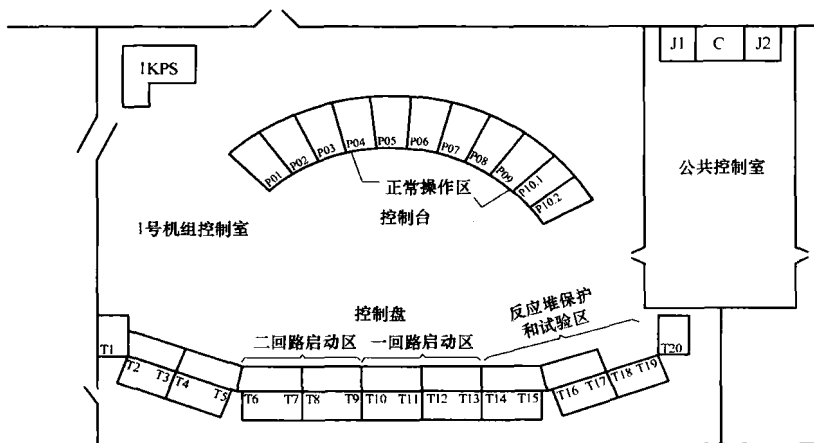 J1 C J2
1KPS
P01 P02 P03 P04 P05 P06 P07 P08 P09 P10.1 P10.2
正常操作区
控制台
公共控制室
1号机组控制室
控制盘
反应堆保护
和试验区
二回路启动区 一回路启动区
T1 T2 T3 T4 T5 T6 T7 T8 T9 T10 T11 T12 T13 T14 T15 T16 T17 T18 T19 T20